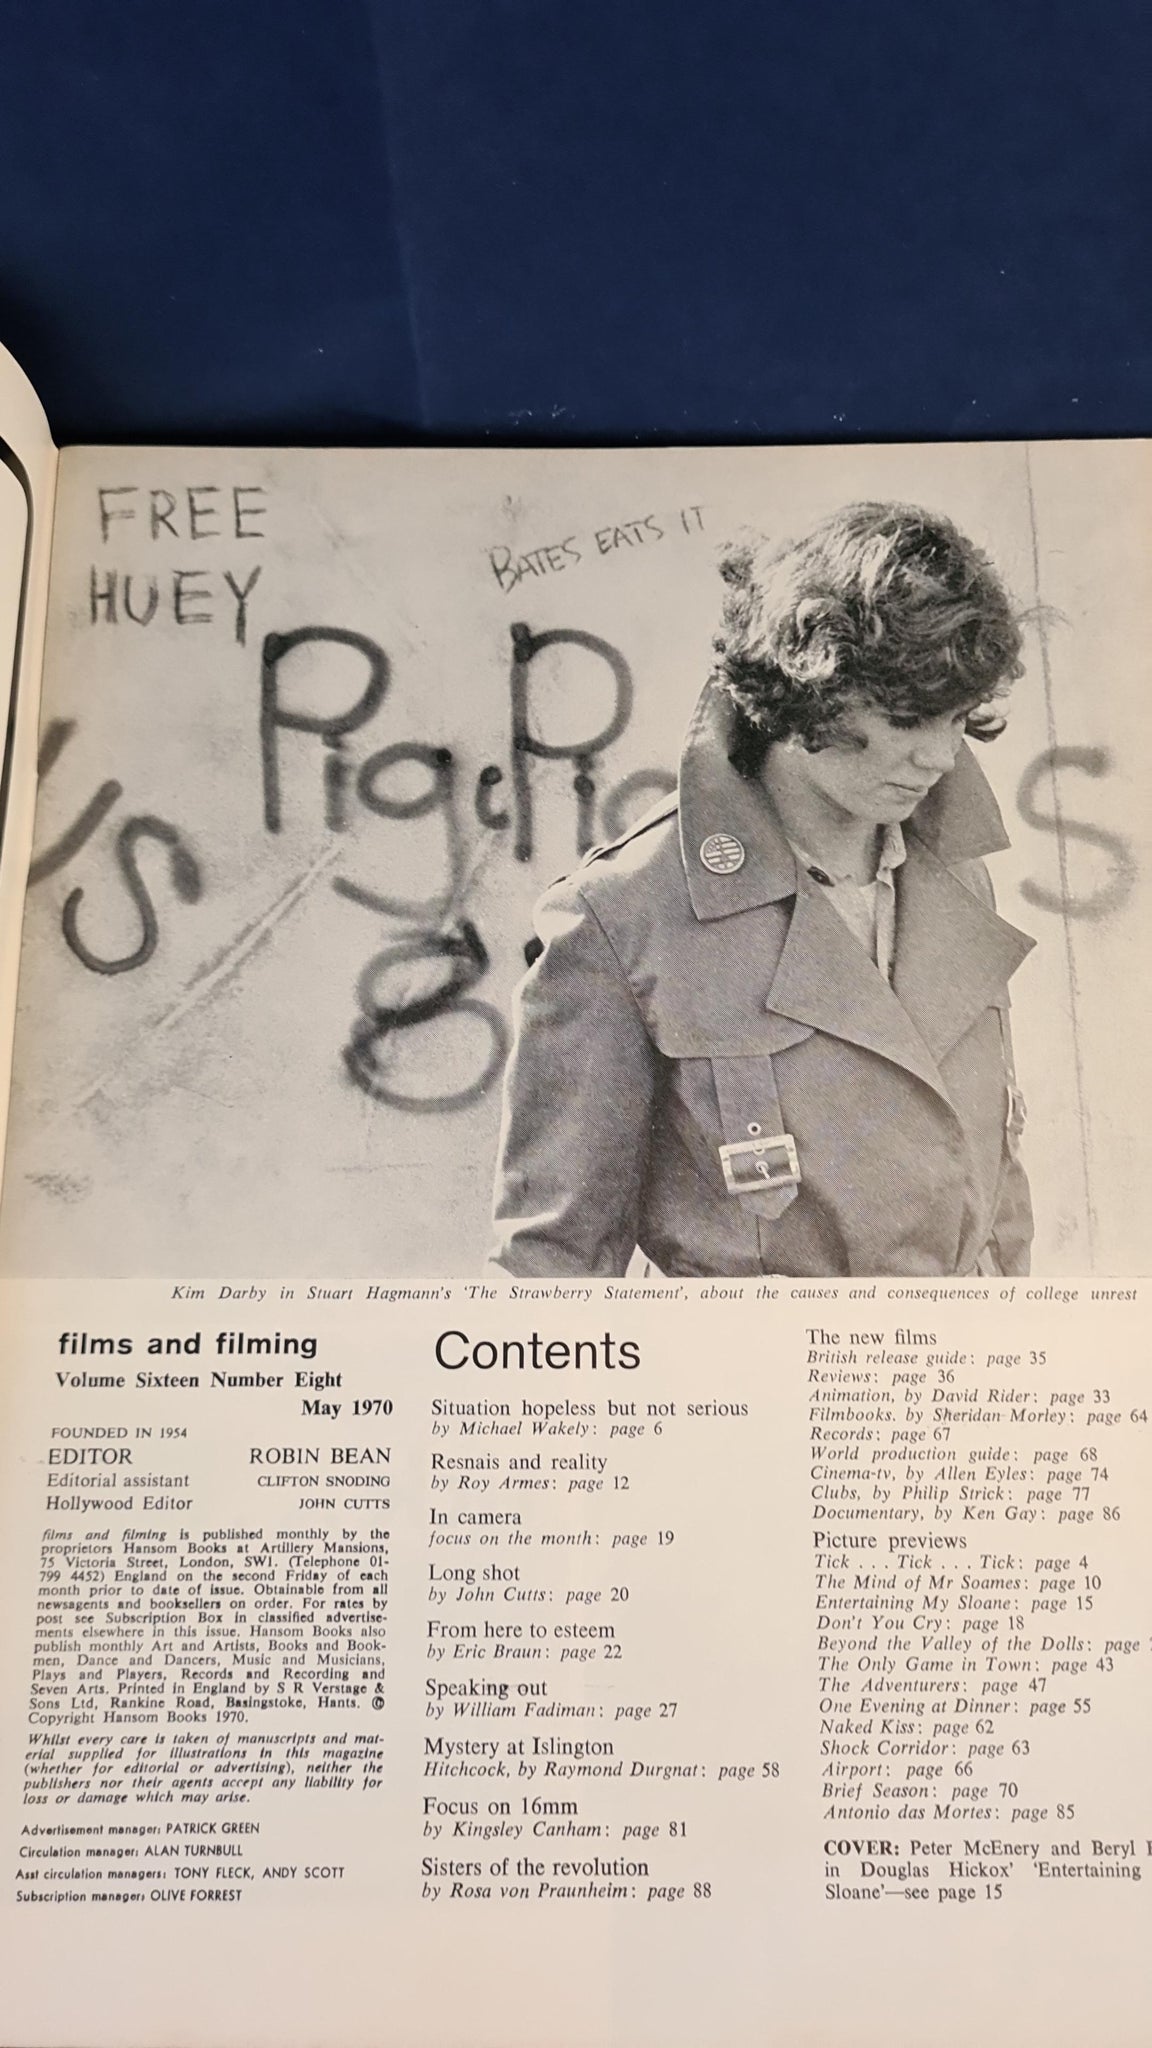 FREE
HUEY
BATES EATS IT
Pig
S
S
Kim Darby in Stuart Hagmann's 'The Strawberry Statement', about the causes and consequences of college unrest
films and filming
Volume Sixteen Number Eight
May 1970
FOUNDED IN 1954
EDITOR ROBIN BEAN
Editorial assistant CLIFTON SNODING
Hollywood Editor JOHN CUTTS
films and filming is published monthly by the
proprietors Hansom Books at Artillery Mansions,
75 Victoria Street, London, SW1. (Telephone 01-
799 4452) England on the second Friday of each
month prior to date of issue. Obtainable from all
newsagents and booksellers on order. For rates by
post see Subscription Box in classified advertise-
ments elsewhere in this issue. Hansom Books also
publish monthly Art and Artists, Books and Book-
men, Dance and Dancers, Music and Musicians,
Plays and Players, Records and Recording and
Seven Arts. Printed in England by S R Verstage &
Sons Ltd, Rankine Road, Basingstoke, Hants. ©
Copyright Hansom Books 1970.
Whilst every care is taken of manuscripts and mat-
erial supplied for illustrations in this magazine
(whether for editorial or advertising), neither the
publishers nor their agents accept any liability for
loss or damage which may arise.
Advertisement manager: PATRICK GREEN
Circulation manager: ALAN TURNBULL
Asst circulation managers: TONY FLECK, ANDY SCOTT
Subscription manager: OLIVE FORREST
Contents
Situation hopeless but not serious
by Michael Wakely: page 6
Resnais and reality
by Roy Armes: page 12
In camera
focus on the month: page 19
Long shot
by John Cutts: page 20
From here to esteem
by Eric Braun: page 22
Speaking out
by William Fadiman: page 27
Mystery at Islington
Hitchcock, by Raymond Durgnat: page 58
Focus on 16mm
by Kingsley Canham: page 81
Sisters of the revolution
by Rosa von Praunheim: page 88
The new films
British release guide: page 35
Reviews: page 36
Animation, by David Rider: page 33
Filmbooks. by Sheridan Morley: page 64
Records: page 67
World production guide: page 68
Cinema-tv, by Allen Eyles: page 74
Clubs, by Philip Strick: page 77
Documentary, by Ken Gay: page 86
Picture previews
Tick . . . Tick . . . Tick: page 4
The Mind of Mr Soames: page 10
Entertaining My Sloane: page 15
Don't You Cry: page 18
Beyond the Valley of the Dolls: page
The Only Game in Town: page 43
The Adventurers: page 47
One Evening at Dinner: page 55
Naked Kiss: page 62
Shock Corridor: page 63
Airport: page 66
Brief Season: page 70
Antonio das Mortes: page 85
COVER: Peter McEnery and Beryl
in Douglas Hickox' 'Entertaining
Sloane'—see page 15